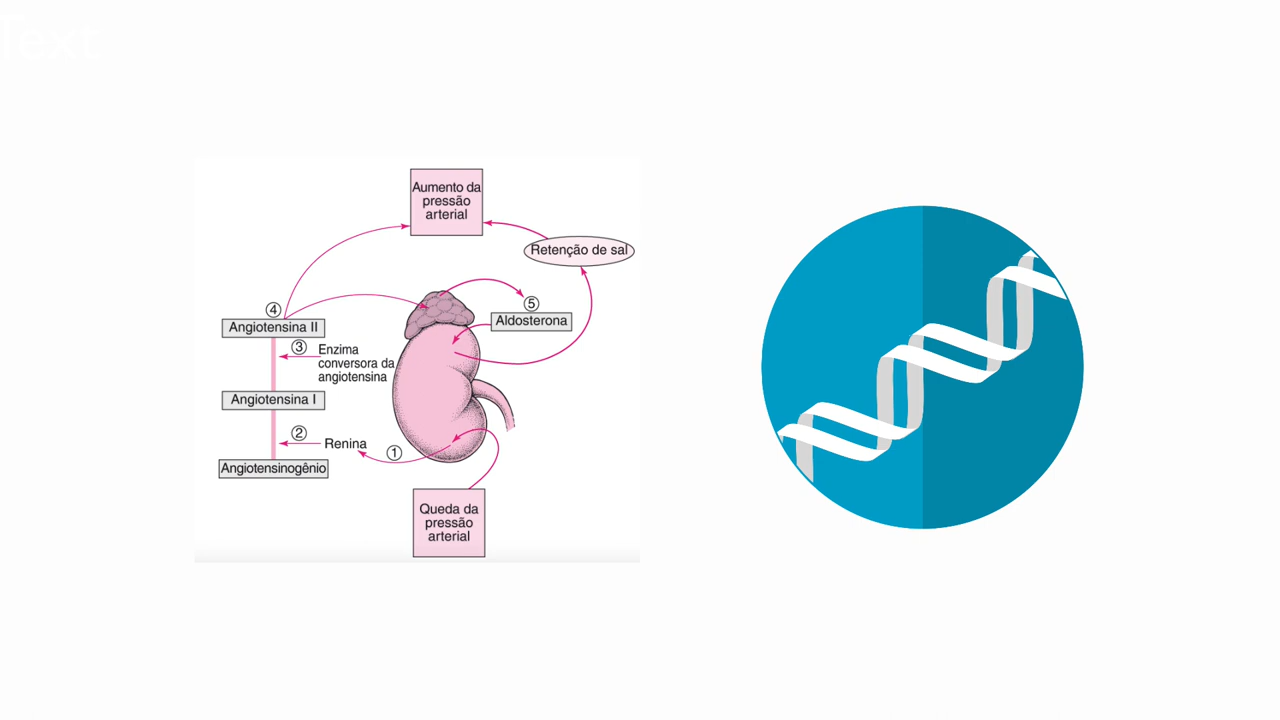 Text
Aumento da
pressão
arterial
Retenção de sal
④
⑤
Angiotensina II
Aldosterona
③
Enzima
conversora da
angiotensina
Angiotensina I
②
Renina
①
Angiotensinogênio
Queda da
pressão
arterial